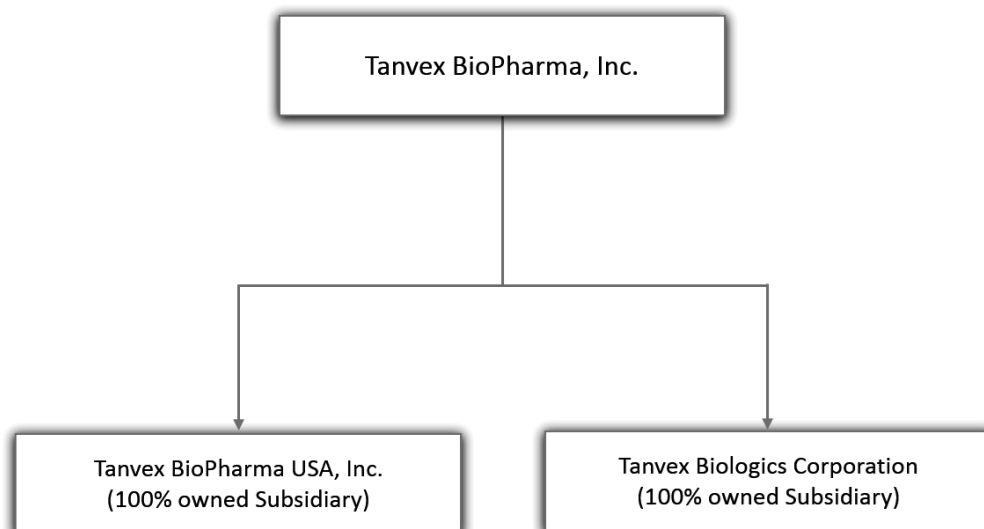 Tanvex BioPharma, Inc.
Tanvex BioPharma USA, Inc.
(100% owned Subsidiary)
Tanvex Biologics Corporation
(100% owned Subsidiary)